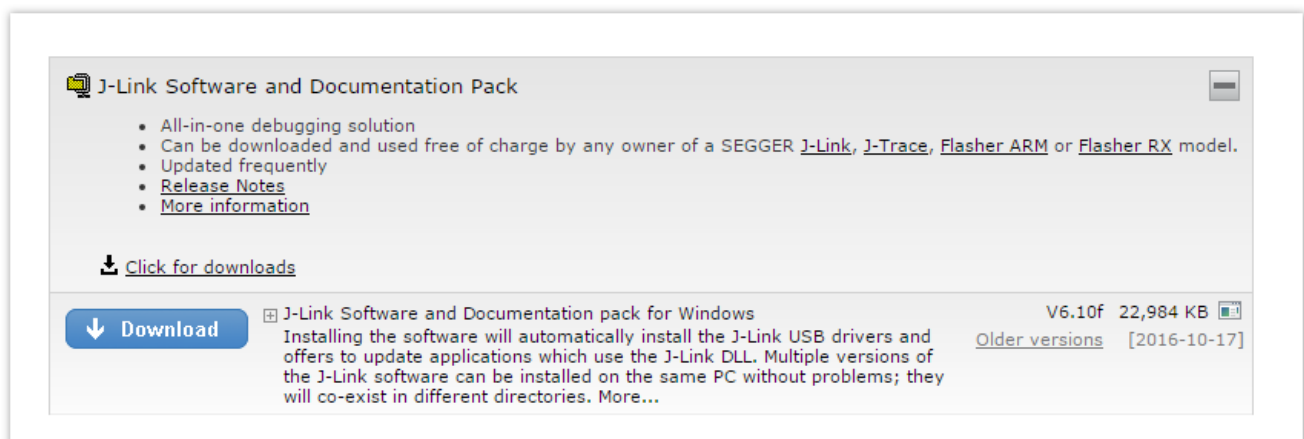 J-Link Software and Documentation Pack
• All-in-one debugging solution
• Can be downloaded and used free of charge by any owner of a SEGGER J-Link, J-Trace, Flasher ARM or Flasher RX model.
• Updated frequently
• Release Notes
• More information
Click for downloads
Download
J-Link Software and Documentation pack for Windows
V6.10f 22,984 KB
Installing the software will automatically install the J-Link USB drivers and
Older versions [2016-10-17]
offers to update applications which use the J-Link DLL. Multiple versions of
the J-Link software can be installed on the same PC without problems; they
will co-exist in different directories. More...